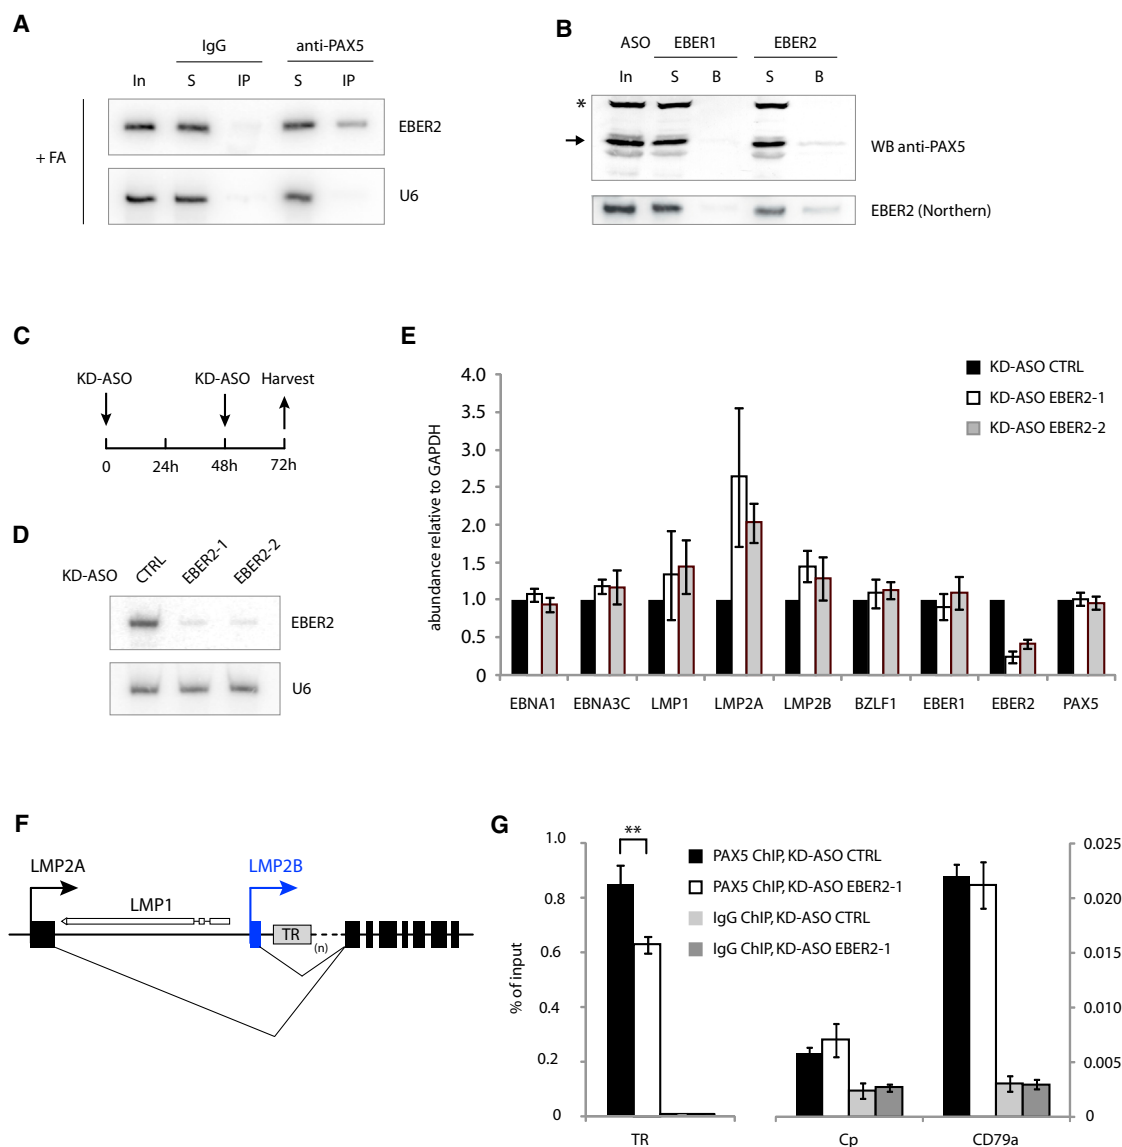 A
IgG
anti-PAX5
In
S
IP
S
IP
+ FA
EBER2
U6
B
ASO
EBER1
EBER2
In
S
B
S
B
*
WB anti-PAX5
EBER2 (Northern)
C
KD-ASO
KD-ASO
Harvest
0
24h
48h
72h
D
KD-ASO
CTRL
EBER2-1
EBER2-2
EBER2
U6
E
KD-ASO CTRL
KD-ASO EBER2-1
KD-ASO EBER2-2
abundance relative to GAPDH
4.0
3.5
3.0
2.5
2.0
1.5
1.0
0.5
0
EBNA1
EBNA3C
LMP1
LMP2A
LMP2B
BZLF1
EBER1
EBER2
PAX5
F
LMP2A
LMP2B
LMP1
TR
(n)
G
**
PAX5 ChIP, KD-ASO CTRL
PAX5 ChIP, KD-ASO EBER2-1
IgG ChIP, KD-ASO CTRL
IgG ChIP, KD-ASO EBER2-1
% of input
1.0
0.8
0.6
0.4
0.2
0
0.025
0.020
0.015
0.010
0.005
0
TR
Cp
CD79a